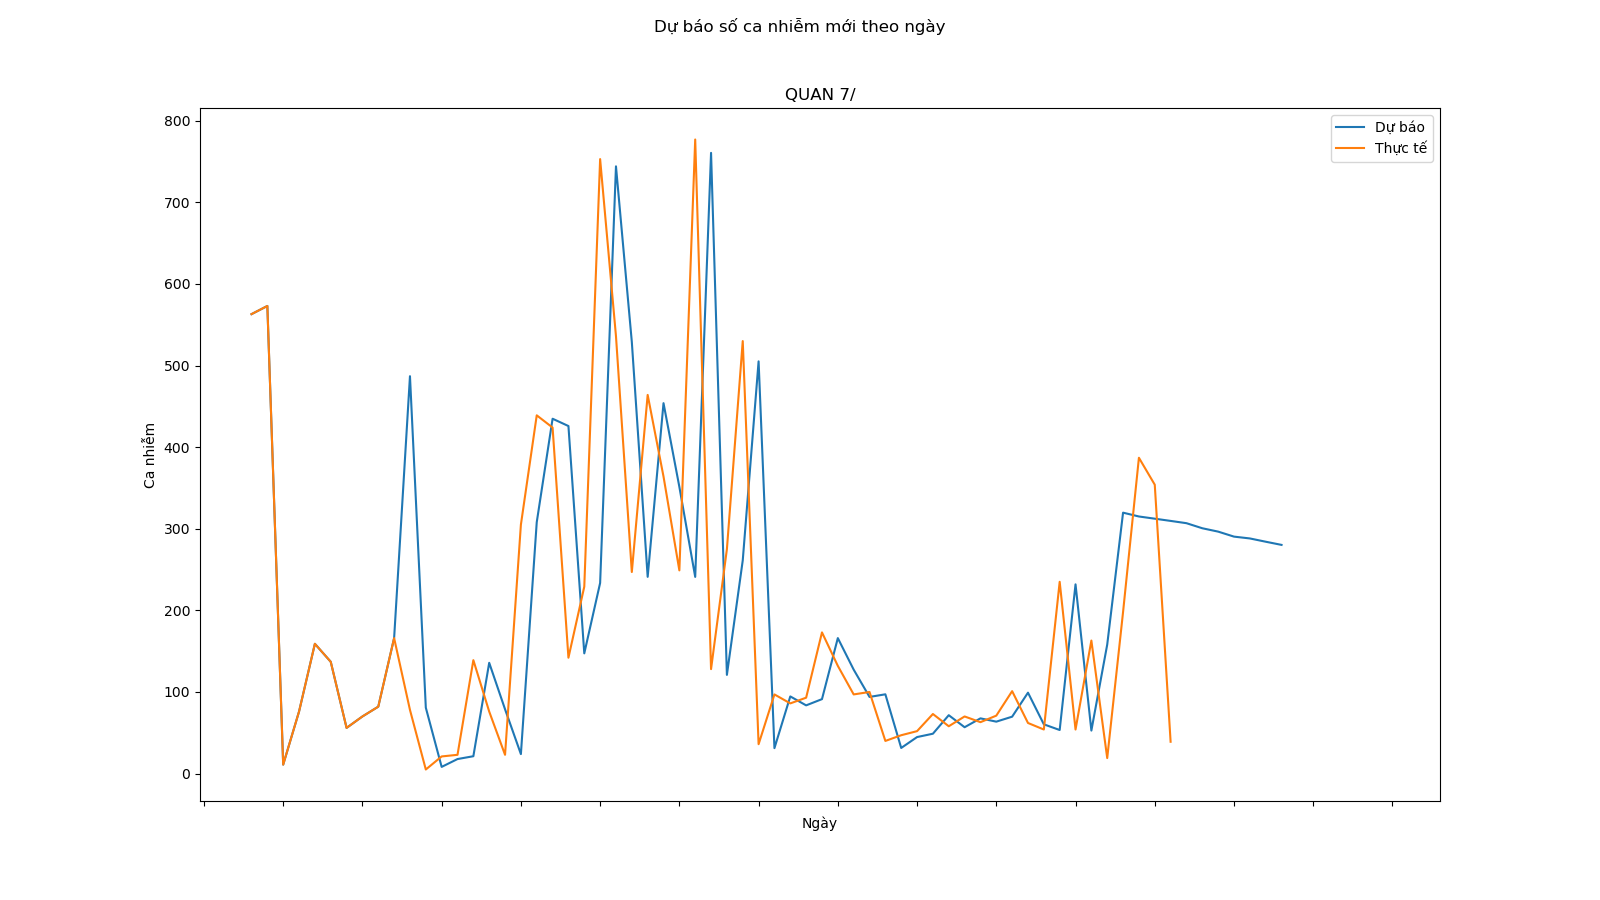 Dự báo số ca nhiễm mới theo ngày
QUAN 7/
Dự báo
Thực tế
800
700
600
500
400
300
200
100
0
Ca nhiễm
Ngày